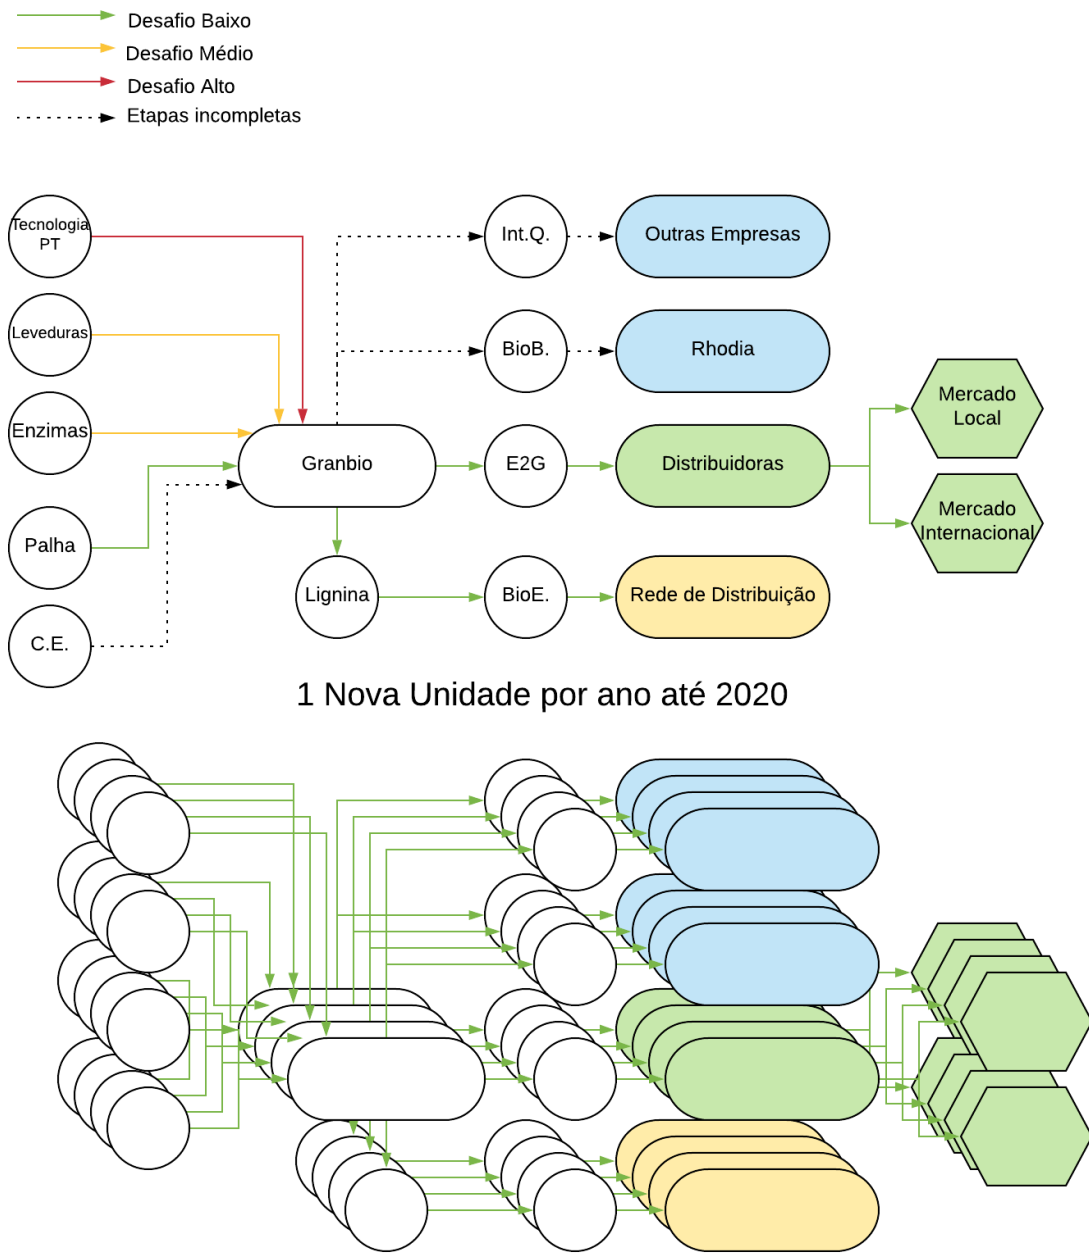 Desafio Baixo
Desafio Médio
Desafio Alto
Etapas incompletas
Tecnologia
PT
Int.Q.
Outras Empresas
Leveduras
BioB.
Rhodia
Mercado
Local
Enzimas
Granbio
E2G
Distribuidoras
Mercado
Internacional
Palha
Lignina
BioE.
Rede de Distribuição
C.E.
1 Nova Unidade por ano até 2020